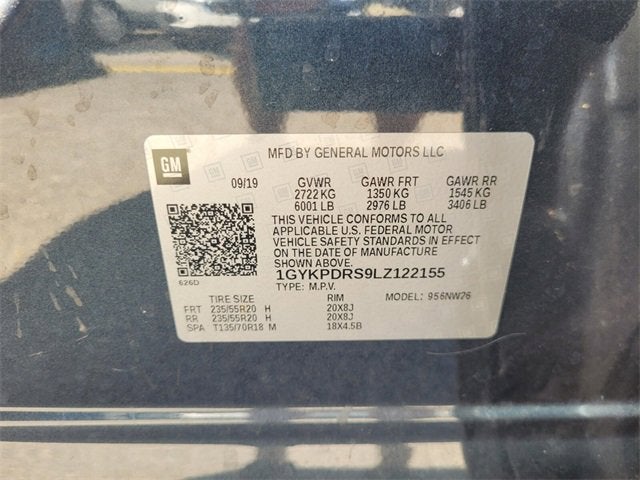 GM
MFD BY GENERAL MOTORS LLC
09/19 GVWR GAWR FRT GAWR RR
2722 KG 1350 KG 1545 KG
6001 LB 2976 LB 3406 LB
THIS VEHICLE CONFORMS TO ALL
APPLICABLE U.S. FEDERAL MOTOR
VEHICLE SAFETY STANDARDS IN EFFECT
ON THE DATE OF MANUFACTURE
SHOWN ABOVE.
1GYKPDRS9LZ122155
626D
TYPE: M.P.V.
TIRE SIZE RIM MODEL: 956NW26
FRT 235/55R20 H 20X8J
RR 235/55R20 H 20X8J
SPA T135/70R18 M 18X4.5B